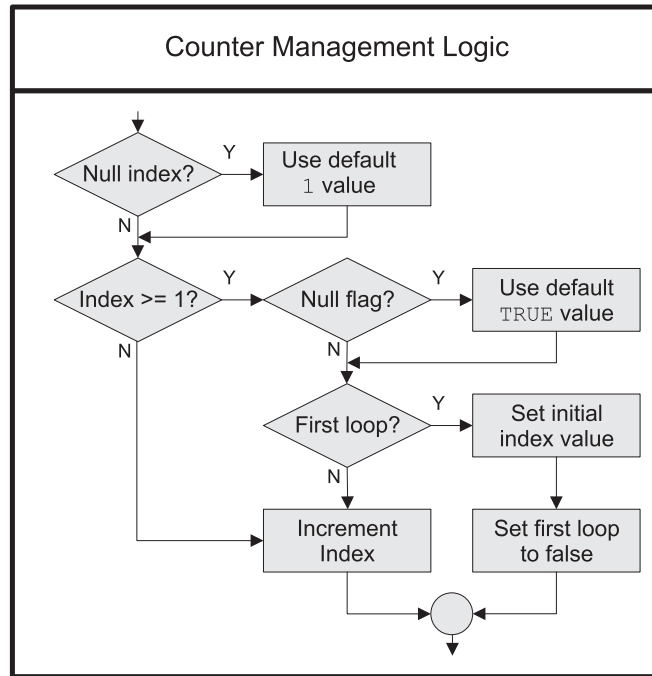 Counter Management Logic
Null index?
Y
Use default
1 value
N
Index >= 1?
Y
Null flag?
Y
Use default
TRUE value
N
N
First loop?
Y
Set initial
index value
N
Increment
Index
Set first loop
to false